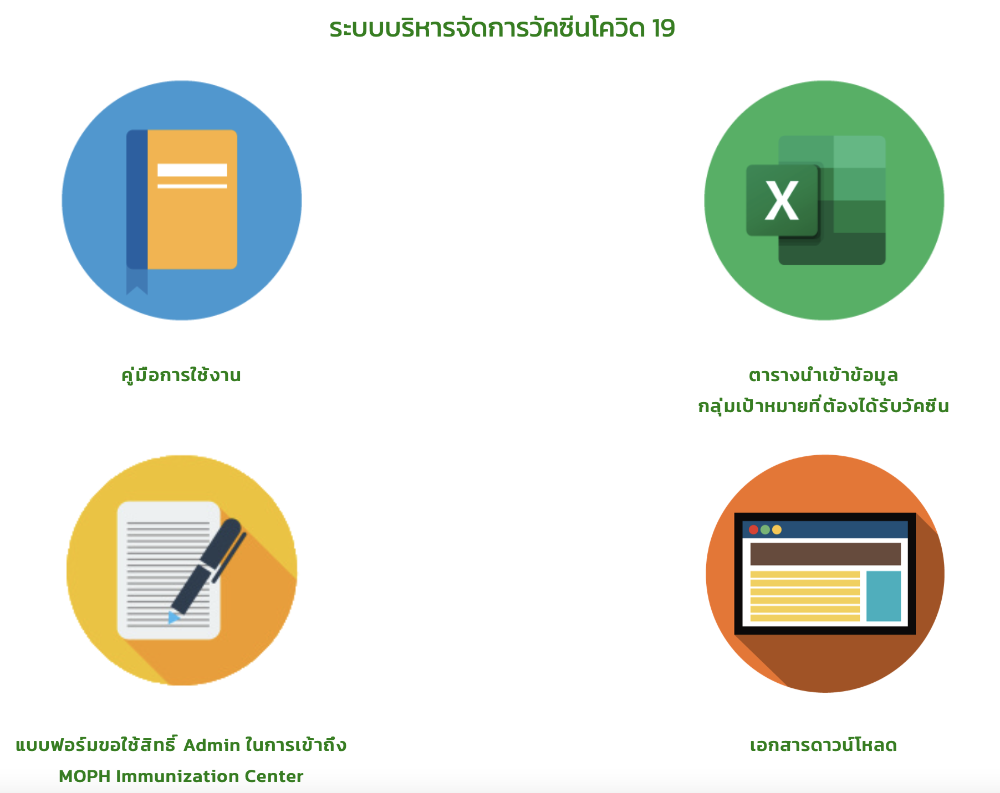 ระบบบริหารจัดการวัคซีนโควิด 19
X
คู่มือการใช้งาน
ตารางนำเข้าข้อมูล
กลุ่มเป้าหมายที่ต้องได้รับวัคซีน
แบบฟอร์มขอใช้สิทธิ์ Admin ในการเข้าถึง
MOPH Immunization Center
เอกสารดาวน์โหลด